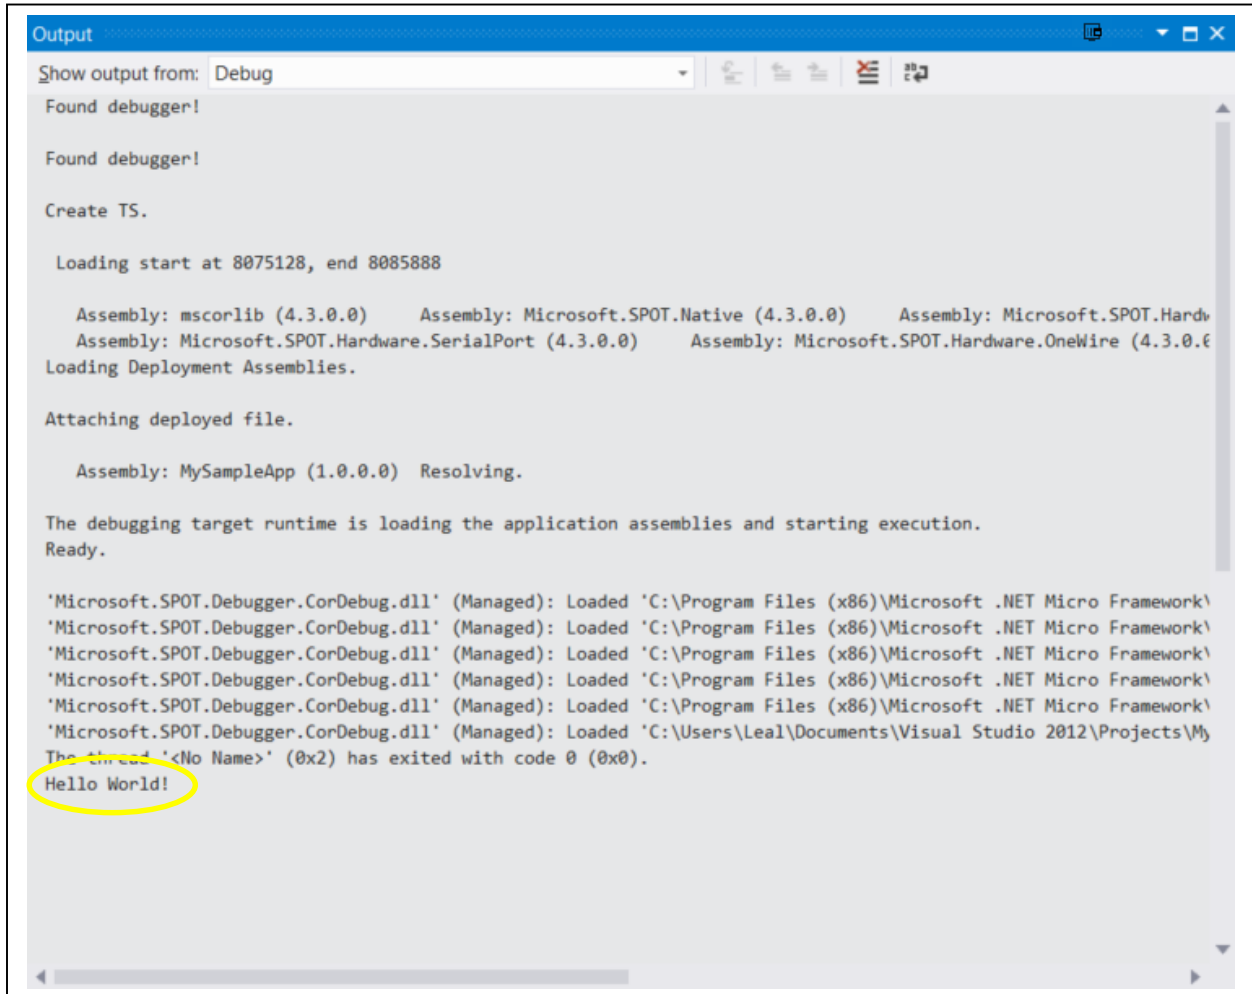 Output
Show output from: Debug
Found debugger!
Found debugger!
Create TS.
Loading start at 8075128, end 8085888
Assembly: mscorlib (4.3.0.0) Assembly: Microsoft.SPOT.Native (4.3.0.0) Assembly: Microsoft.SPOT.Hardw
Assembly: Microsoft.SPOT.Hardware.SerialPort (4.3.0.0) Assembly: Microsoft.SPOT.Hardware.OneWire (4.3.0.0
Loading Deployment Assemblies.
Attaching deployed file.
Assembly: MySampleApp (1.0.0.0) Resolving.
The debugging target runtime is loading the application assemblies and starting execution.
Ready.
'Microsoft.SPOT.Debugger.CorDebug.dll' (Managed): Loaded 'C:\Program Files (x86)\Microsoft .NET Micro Framework\
'Microsoft.SPOT.Debugger.CorDebug.dll' (Managed): Loaded 'C:\Program Files (x86)\Microsoft .NET Micro Framework\
'Microsoft.SPOT.Debugger.CorDebug.dll' (Managed): Loaded 'C:\Program Files (x86)\Microsoft .NET Micro Framework\
'Microsoft.SPOT.Debugger.CorDebug.dll' (Managed): Loaded 'C:\Program Files (x86)\Microsoft .NET Micro Framework\
'Microsoft.SPOT.Debugger.CorDebug.dll' (Managed): Loaded 'C:\Program Files (x86)\Microsoft .NET Micro Framework\
'Microsoft.SPOT.Debugger.CorDebug.dll' (Managed): Loaded 'C:\Users\Leal\Documents\Visual Studio 2012\Projects\My
The thread '<No Name>' (0x2) has exited with code 0 (0x0).
Hello World!